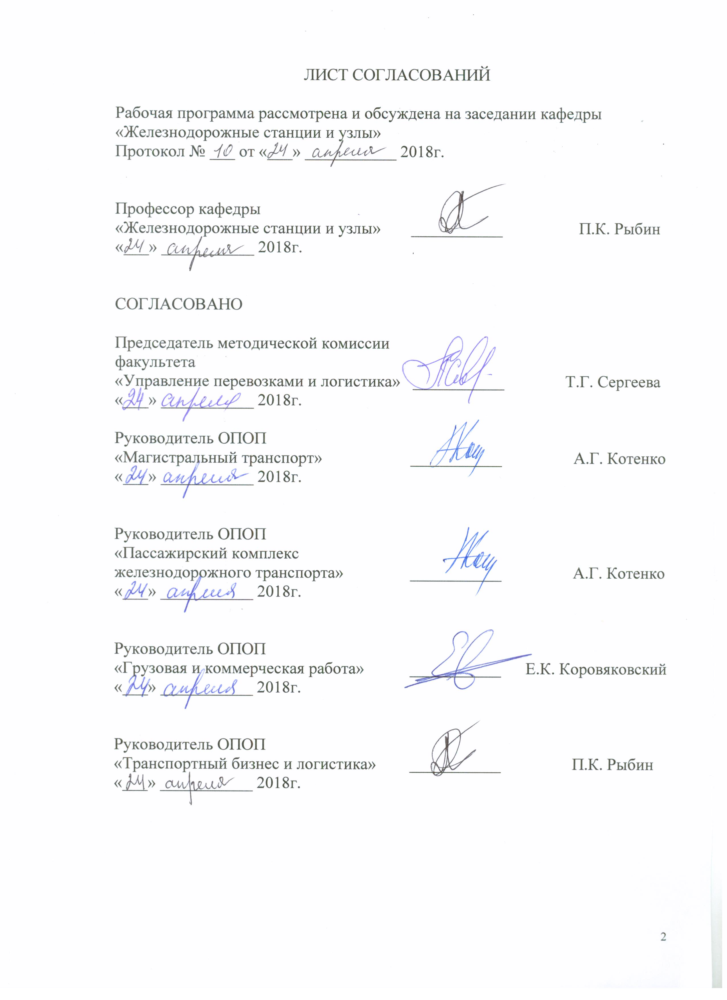 ЛИСТ СОГЛАСОВАНИЙ
Рабочая программа рассмотрена и обсуждена на заседании кафедры
«Железнодорожные станции и узлы»
Протокол № 10 от «24» апреля 2018г.
Профессор кафедры
«Железнодорожные станции и узлы» П.К. Рыбин
«24» апреля 2018г.
СОГЛАСОВАНО
Председатель методической комиссии
факультета
«Управление перевозками и логистика» Т.Г. Сергеева
«24» апреля 2018г.
Руководитель ОПОП
«Магистральный транспорт» А.Г. Котенко
«24» апреля 2018г.
Руководитель ОПОП
«Пассажирский комплекс
железнодорожного транспорта» А.Г. Котенко
«24» апреля 2018г.
Руководитель ОПОП
«Грузовая и коммерческая работа» Е.К. Коровяковский
«24» апреля 2018г.
Руководитель ОПОП
«Транспортный бизнес и логистика» П.К. Рыбин
«24» апреля 2018г.
2